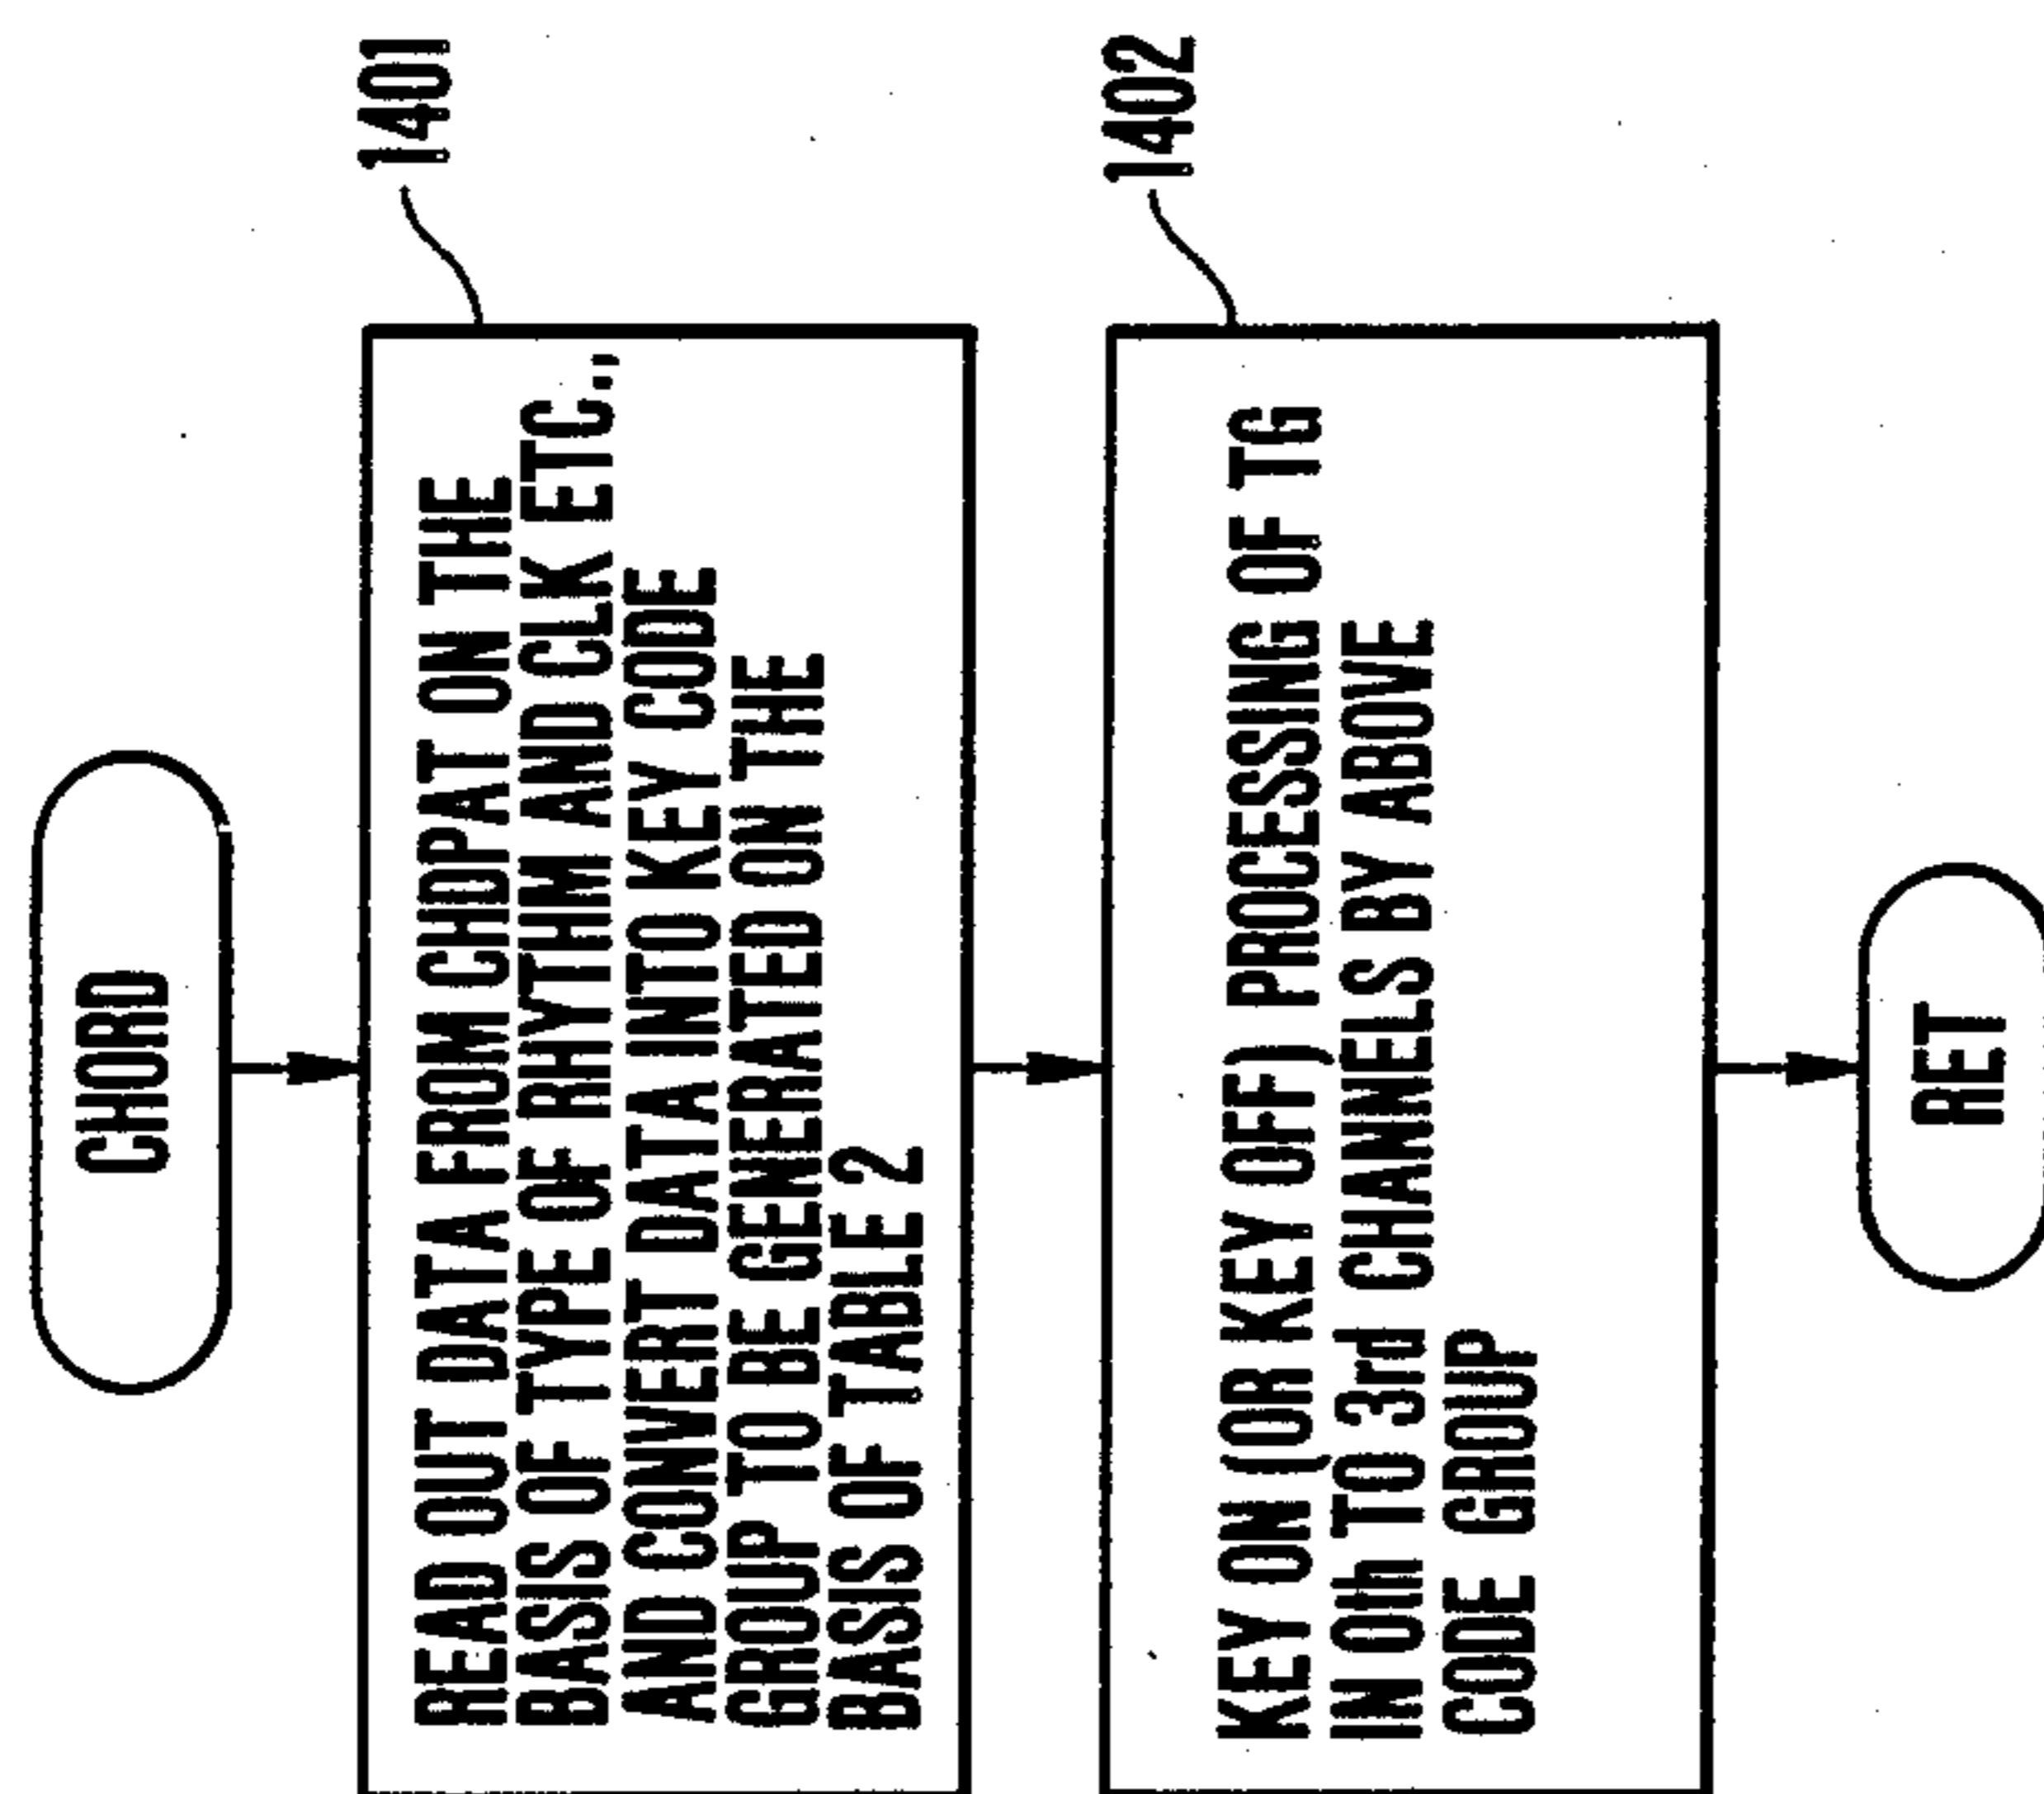 CHORD
1401
READ OUT DATA FROM CHDPAT ON THE
BASIS OF TYPE OF RHYTHM AND CLK ETC.,
AND CONVERT DATA INTO KEY CODE
GROUP TO BE GENERATED ON THE
BASIS OF TABLE 2
1402
KEY ON (OR KEY OFF) PROCESSING OF TG
IN 0th TO 3rd CHANNELS BY ABOVE
CODE GROUP
RET